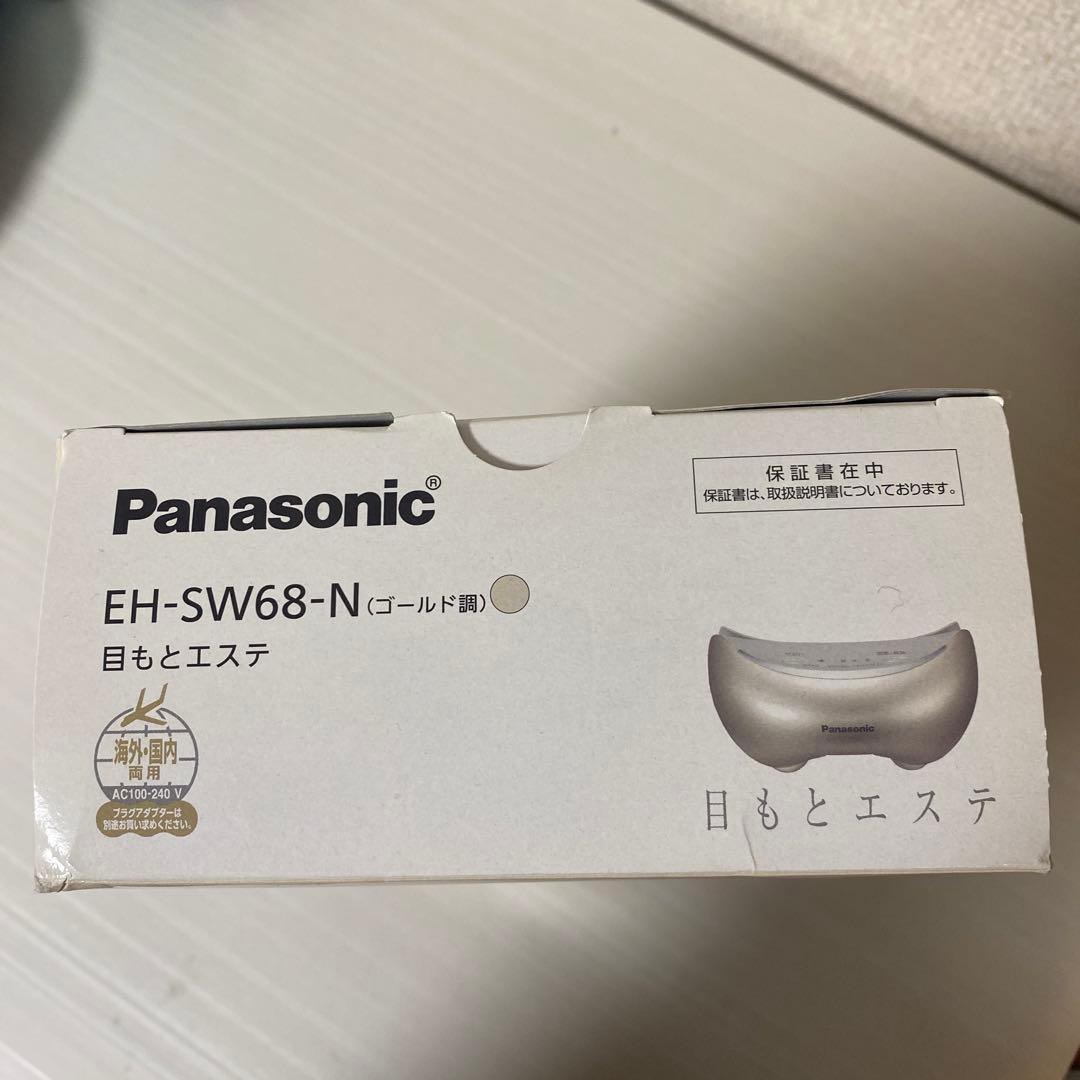 Panasonic®
EH-SW68-N(ゴールド調)
目もとエステ
海外・国内
両用
AC100-240 V
プラグアダプターは
別途お買い求めください。
保証書在中
保証書は、取扱説明書についております。
Panasonic
目もとエステ